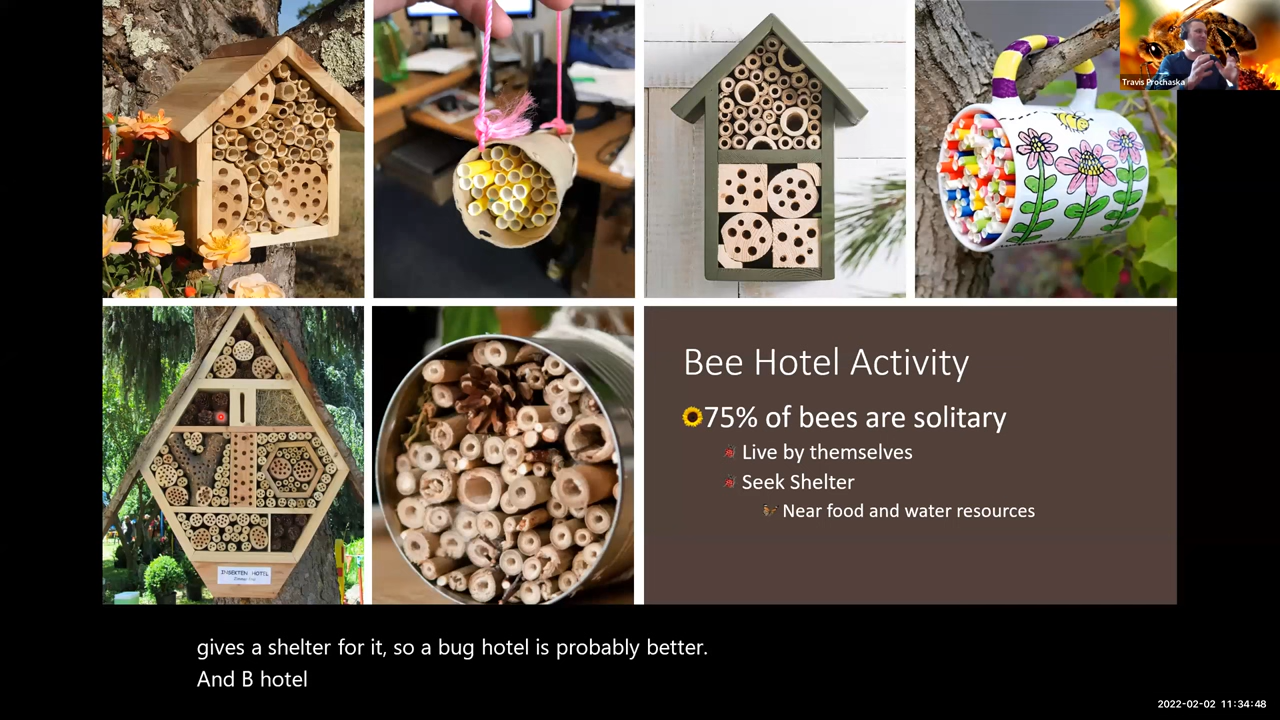 Travis Prochaska
INSEKTEN HOTEL
Bee Hotel Activity
75% of bees are solitary
Live by themselves
Seek Shelter
Near food and water resources
gives a shelter for it, so a bug hotel is probably better.
And B hotel
2022-02-02 11:34:48